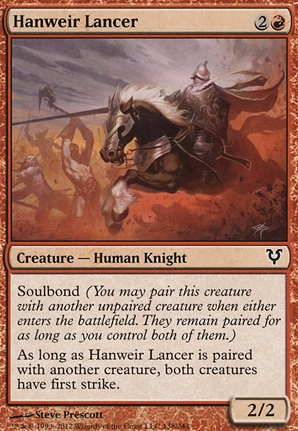 Hanweir Lancer 2
Creature — Human Knight
Soulbond (You may pair this creature
with another unpaired creature when either
enters the battlefield. They remain paired for
as long as you control both of them.)
As long as Hanweir Lancer is paired
with another creature, both creatures
have first strike.
Steve Prescott
2/2